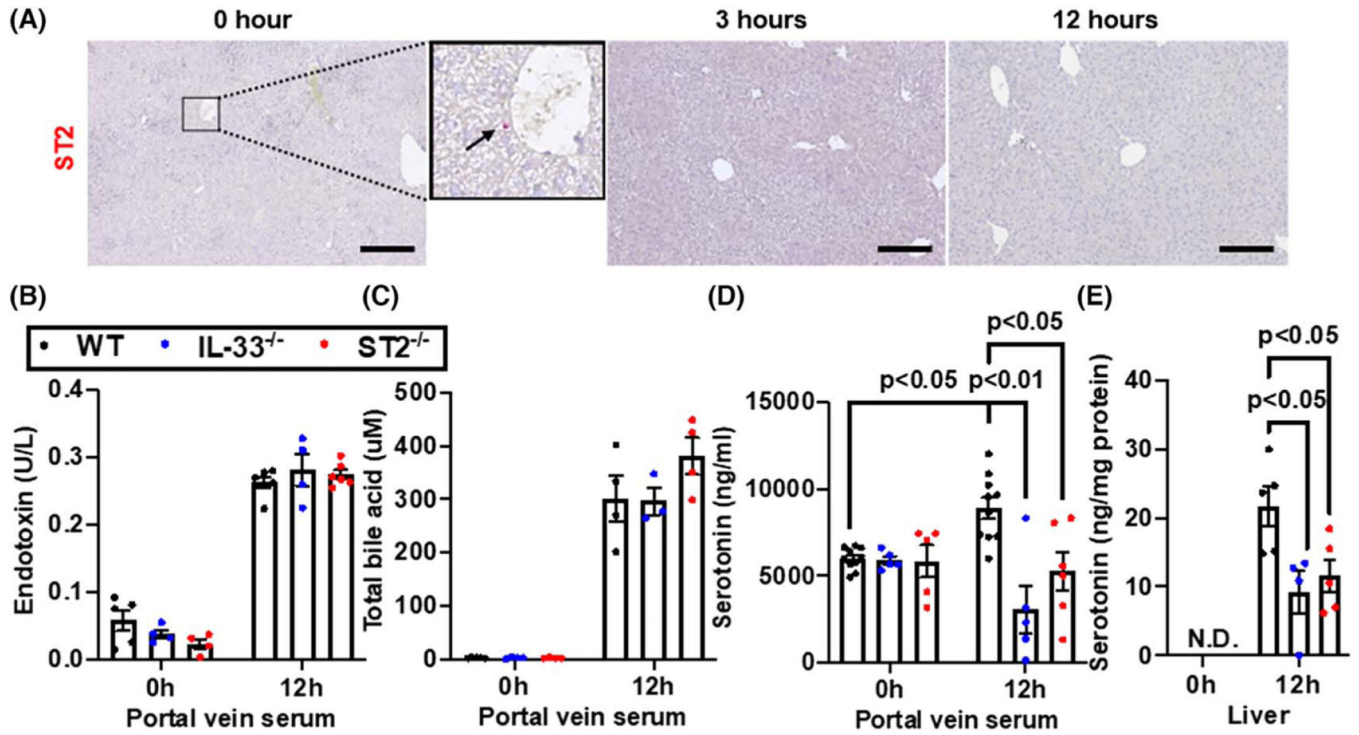 (A)
0 hour
3 hours
12 hours
ST2
(B)
(C)
(D)
(E)
WT IL-33-/- ST2-/-
Endotoxin (U/L)
0.4
0.3
0.2
0.1
0.0
0h
12h
Portal vein serum
Total bile acid (uM)
500
400
300
200
100
0
0h
12h
Portal vein serum
Serotonin (ng/ml)
15000
10000
5000
0
p<0.05
p<0.05
p<0.01
0h
12h
Portal vein serum
Serotonin (ng/mg protein)
40
30
20
10
0
p<0.05
p<0.05
N.D.
0h
12h
Liver